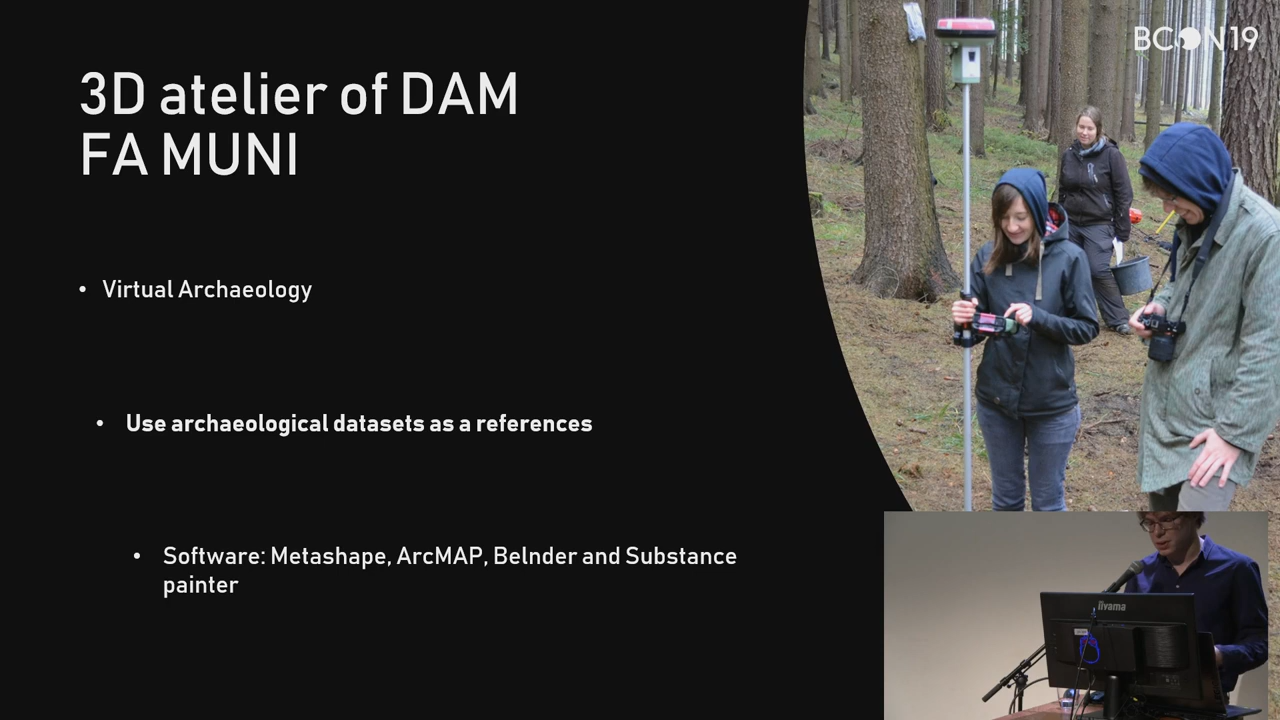 BCON19
3D atelier of DAM
FA MUNI
• Virtual Archaeology
• Use archaeological datasets as a references
• Software: Metashape, ArcMAP, Belnder and Substance
painter
iiyama